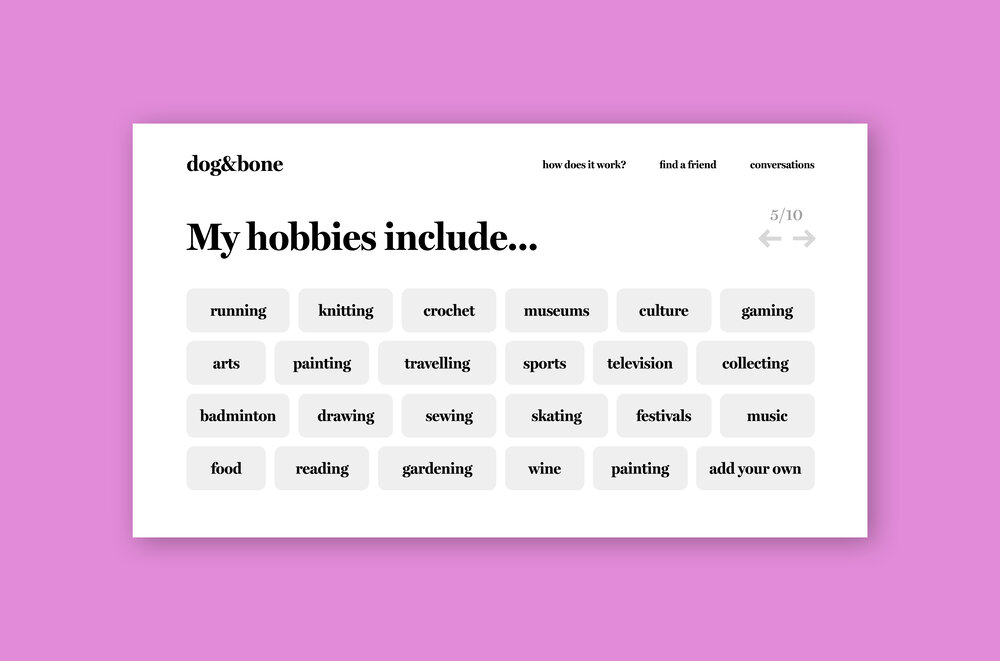 dog&bone how does it work? find a friend conversations
5/10
My hobbies include...
running knitting crochet museums culture gaming
arts painting travelling sports television collecting
badminton drawing sewing skating festivals music
food reading gardening wine painting add your own